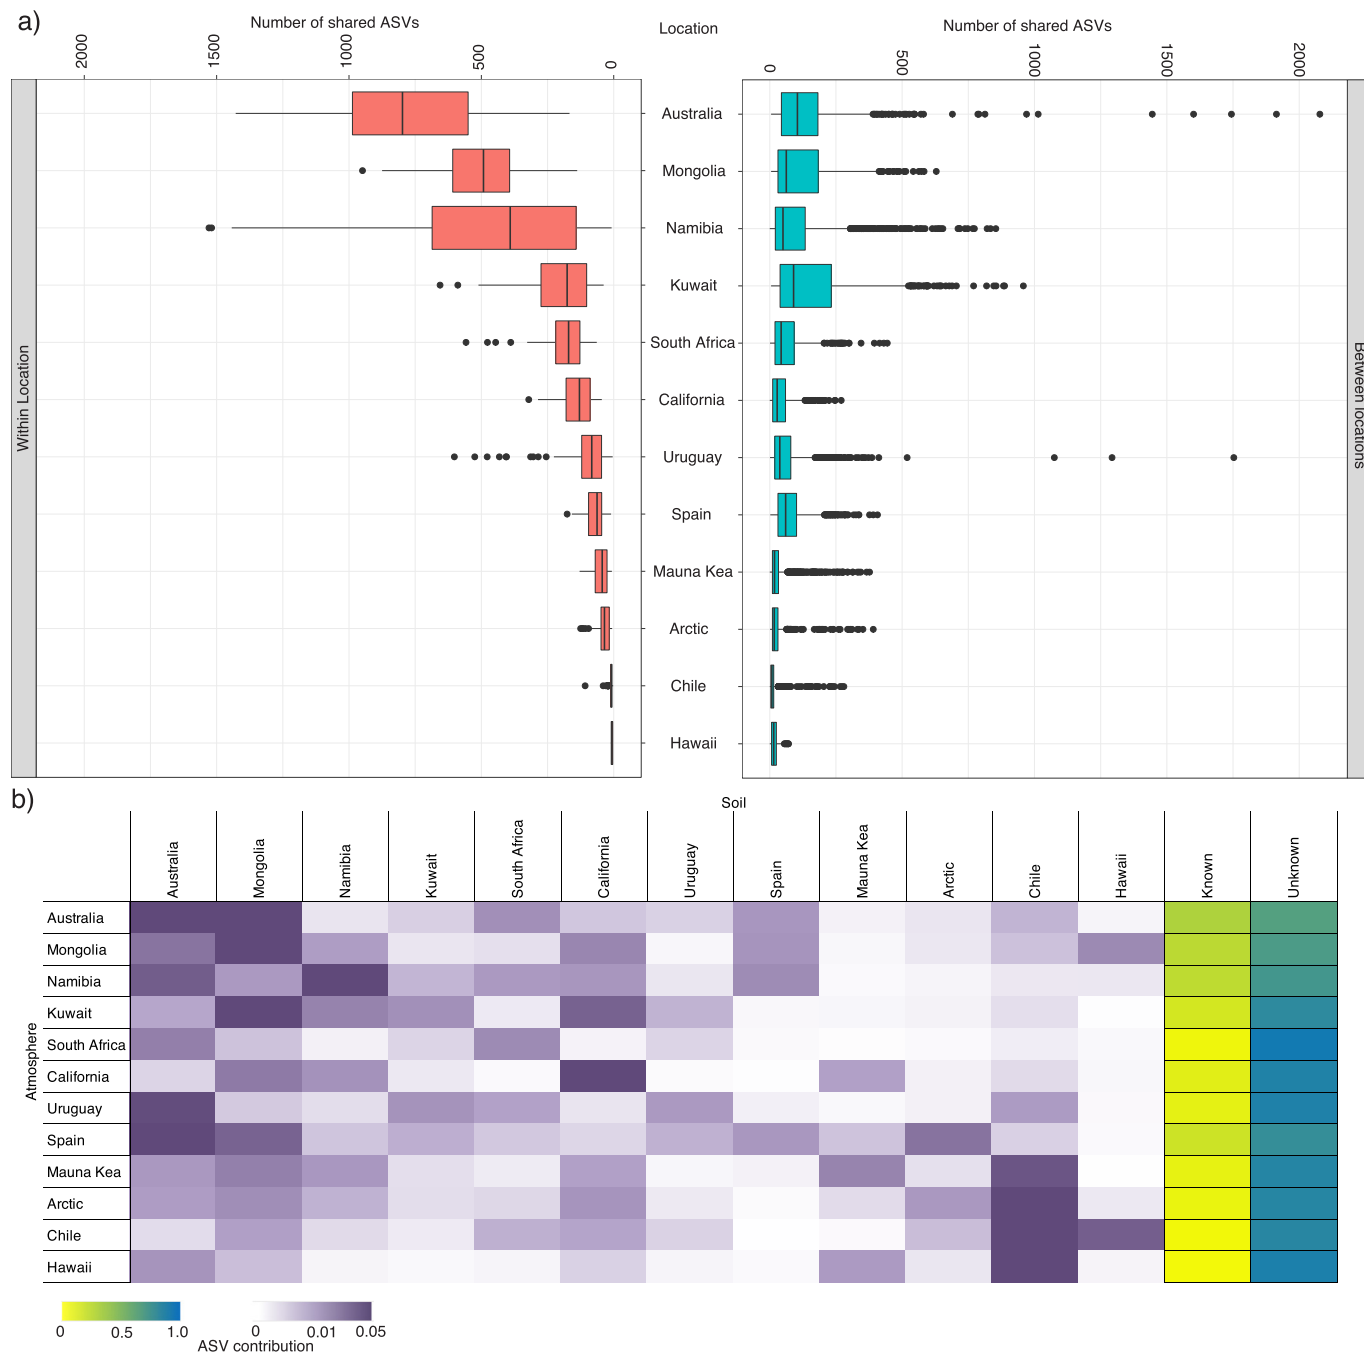 a)
Number of shared ASVs
Location
Number of shared ASVs
2000
1500
1000
500
0
0
500
1000
1500
2000
Within Location
Between locations
Australia
Mongolia
Namibia
Kuwait
South Africa
California
Uruguay
Spain
Mauna Kea
Arctic
Chile
Hawaii
b)
Soil
Australia
Mongolia
Namibia
Kuwait
South Africa
California
Uruguay
Spain
Mauna Kea
Arctic
Chile
Hawaii
Known
Unknown
Atmosphere
Australia
Mongolia
Namibia
Kuwait
South Africa
California
Uruguay
Spain
Mauna Kea
Arctic
Chile
Hawaii
0 0.5 1.0
0 0.01 0.05
ASV contribution